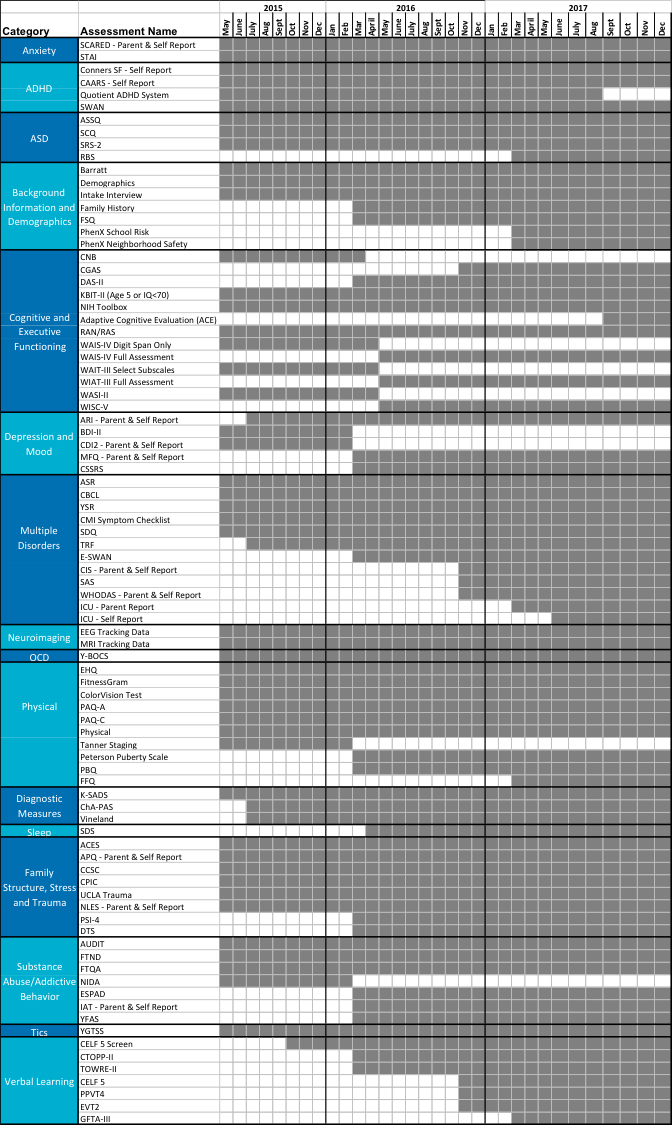 2015 2016 2017
Category Assessment Name May June July Aug Sept Oct Nov Dec Jan Feb Mar April May June July Aug Sept Oct Nov Dec Jan Feb Mar April May June July Aug Sept Oct Nov Dec
Anxiety
SCARED - Parent & Self Report
STAI
ADHD
Conners SF - Self Report
CAARS - Self Report
Quotient ADHD System
SWAN
ASD
ASSQ
SCQ
SRS-2
RBS
Background
Information and
Demographics
Barratt
Demographics
Intake Interview
Family History
FSQ
PhenX School Risk
PhenX Neighborhood Safety
Cognitive and
Executive
Functioning
CNB
CGAS
DAS-II
KBIT-II (Age 5 or IQ<70)
NIH Toolbox
Adaptive Cognitive Evaluation (ACE)
RAN/RAS
WAIS-IV Digit Span Only
WAIS-IV Full Assessment
WAIT-III Select Subscales
WIAT-III Full Assessment
WASI-II
WISC-V
Depression and
Mood
ARI - Parent & Self Report
BDI-II
CDI2 - Parent & Self Report
MFQ - Parent & Self Report
CSSRS
Multiple
Disorders
ASR
CBCL
YSR
CMI Symptom Checklist
SDQ
TRF
E-SWAN
CIS - Parent & Self Report
SAS
WHODAS - Parent & Self Report
ICU - Parent Report
ICU - Self Report
Neuroimaging
EEG Tracking Data
MRI Tracking Data
OCD
Y-BOCS
Physical
EHQ
FitnessGram
ColorVision Test
PAQ-A
PAQ-C
Physical
Tanner Staging
Peterson Puberty Scale
PBQ
FFQ
Diagnostic
Measures
K-SADS
ChA-PAS
Vineland
Sleep
SDS
Family
Structure, Stress
and Trauma
ACES
APQ - Parent & Self Report
CCSC
CPIC
UCLA Trauma
NLES - Parent & Self Report
PSI-4
DTS
Substance
Abuse/Addictive
Behavior
AUDIT
FTND
FTQA
NIDA
ESPAD
IAT - Parent & Self Report
YFAS
Tics
YGTSS
Verbal Learning
CELF 5 Screen
CTOPP-II
TOWRE-II
CELF 5
PPVT4
EVT2
GFTA-III